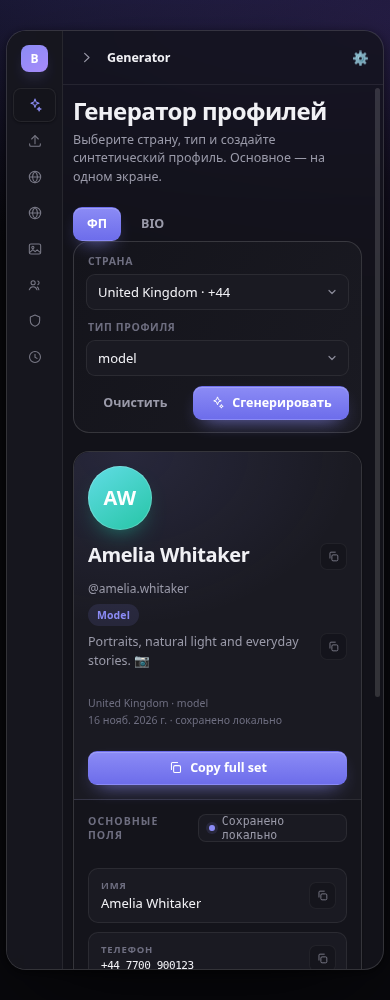 B
Generator
Генератор профилей
Выберите страну, тип и создайте
синтетический профиль. Основное — на
одном экране.
ФП
BIO
СТРАНА
United Kingdom · +44
ТИП ПРОФИЛЯ
model
Очистить
Сгенерировать
AW
Amelia Whitaker
@amelia.whitaker
Model
Portraits, natural light and everyday
stories. 📷
United Kingdom · model
16 нояб. 2026 г. · сохранено локально
Copy full set
ОСНОВНЫЕ
ПОЛЯ
Сохранено
локально
ИМЯ
Amelia Whitaker
ТЕЛЕФОН
+44 7700 900123